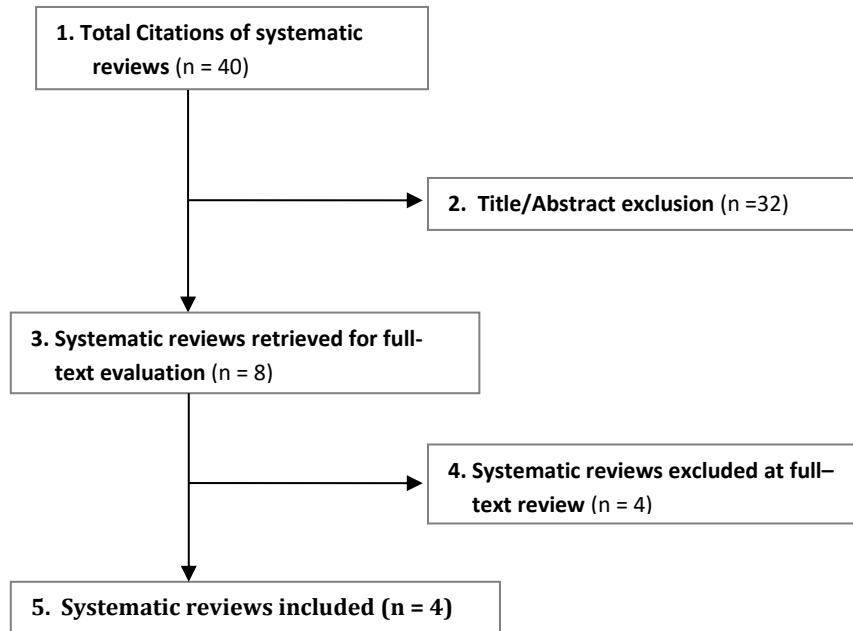 1. Total Citations of systematic
reviews (n = 40)
2. Title/Abstract exclusion (n =32)
3. Systematic reviews retrieved for full-
text evaluation (n = 8)
4. Systematic reviews excluded at full–
text review (n = 4)
5. Systematic reviews included (n = 4)